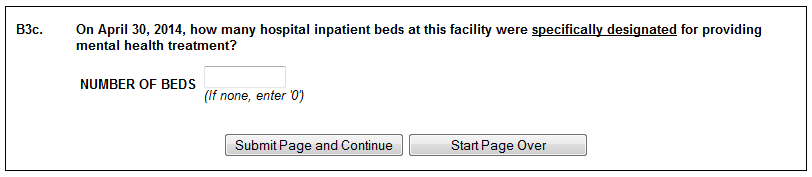 B3c. On April 30, 2014, how many hospital inpatient beds at this facility were specifically designated for providing
mental health treatment?
NUMBER OF BEDS
(If none, enter '0')
Submit Page and Continue Start Page Over